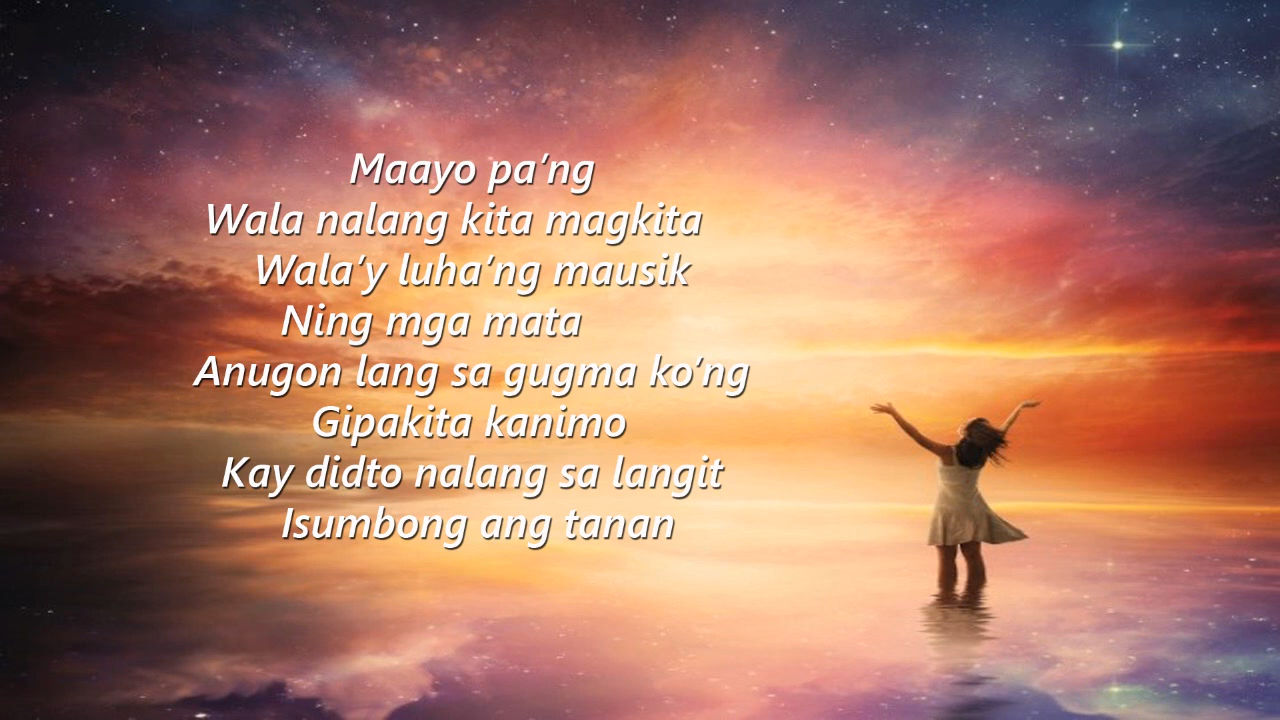 Maayo pa’ng
Wala nalang kita magkita
Wala’y luha’ng mausik
Ning mga mata
Anugon lang sa gugma ko’ng
Gipakita kanimo
Kay didto nalang sa langit
Isumbong ang tanan